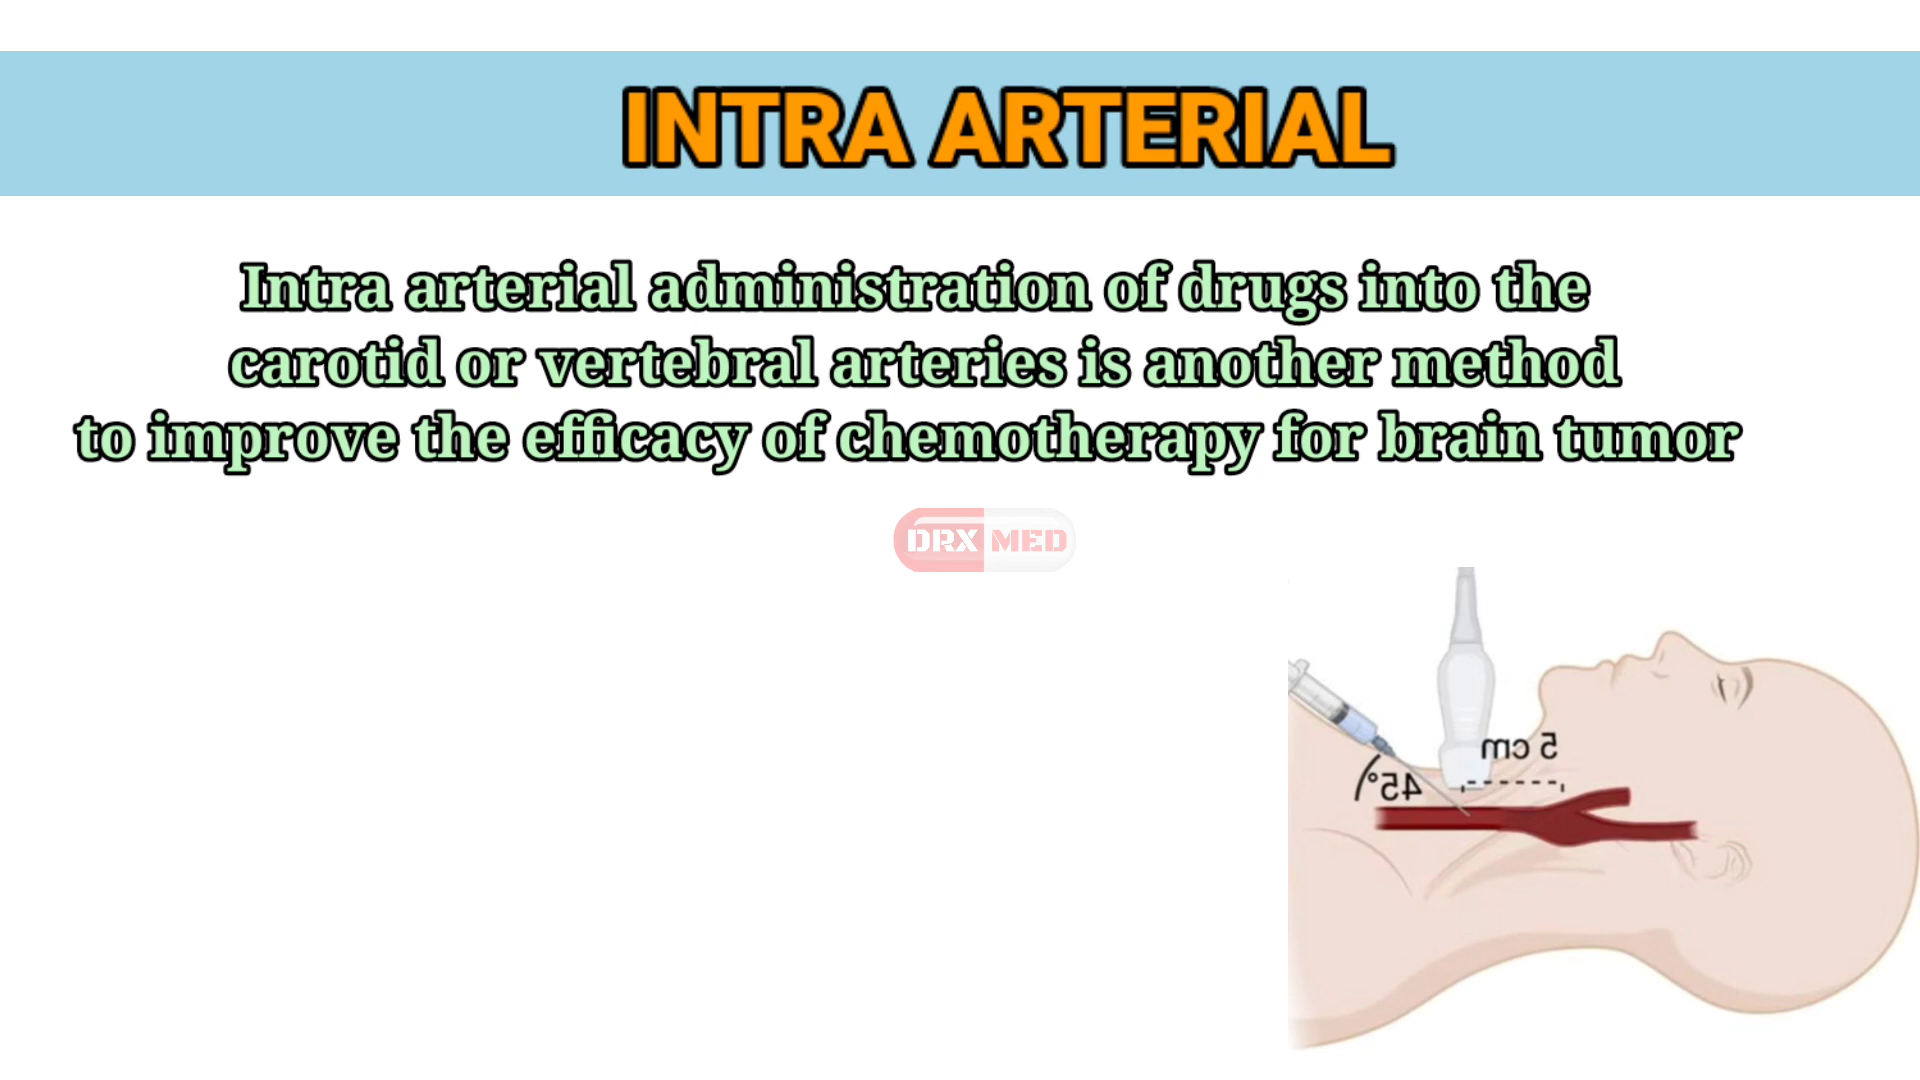 INTRA ARTERIAL
Intra arterial administration of drugs into the
carotid or vertebral arteries is another method
to improve the efficacy of chemotherapy for brain tumor
DRX MED
5 cm
45°